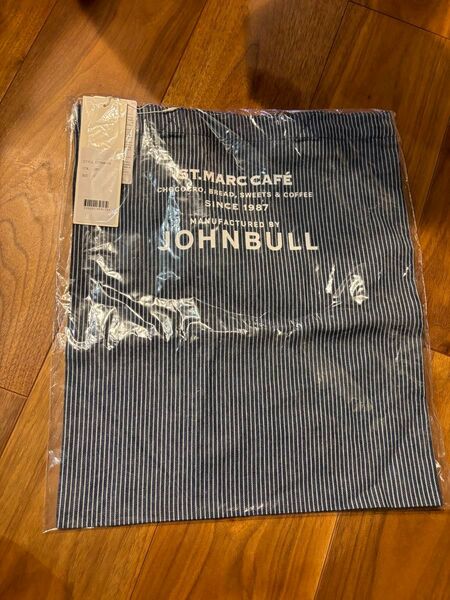 ST.MARC CAFÉ
CHOCOCRO, BREAD, SWEETS & COFFEE
SINCE 1987
MANUFACTURED BY
JOHNBULL